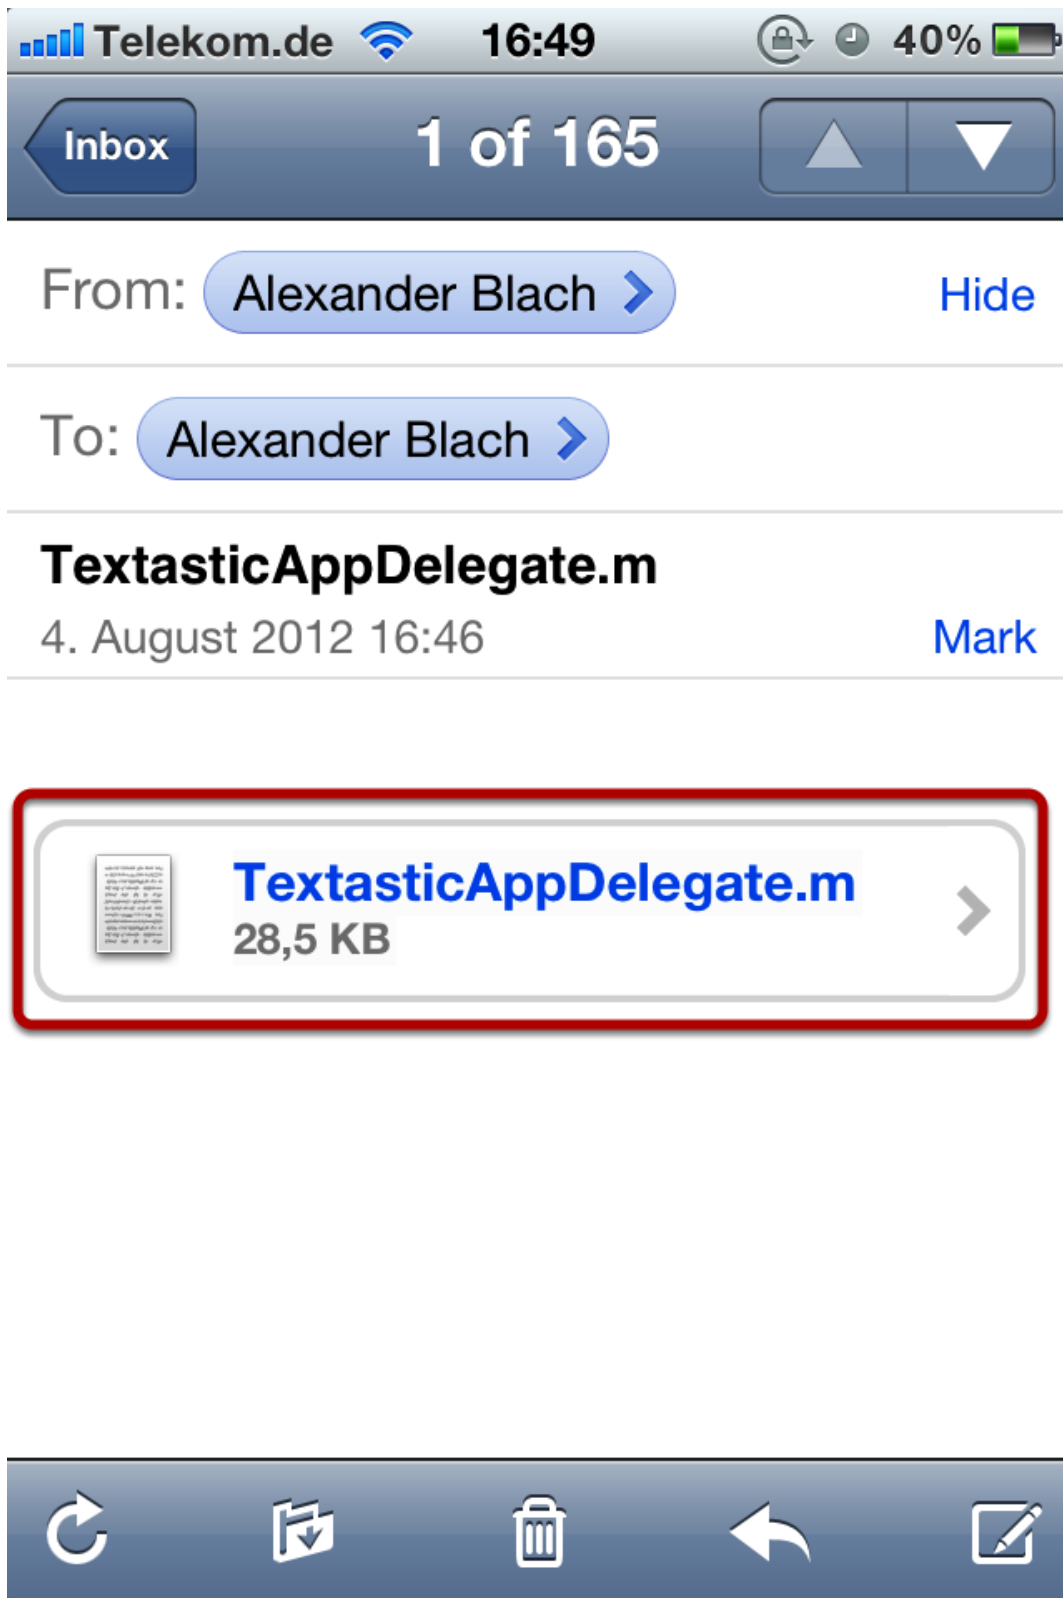 Telekom.de 16:49 40%
Inbox 1 of 165
From: Alexander Blach Hide
To: Alexander Blach
TextasticAppDelegate.m
4. August 2012 16:46 Mark
TextasticAppDelegate.m
28,5 KB